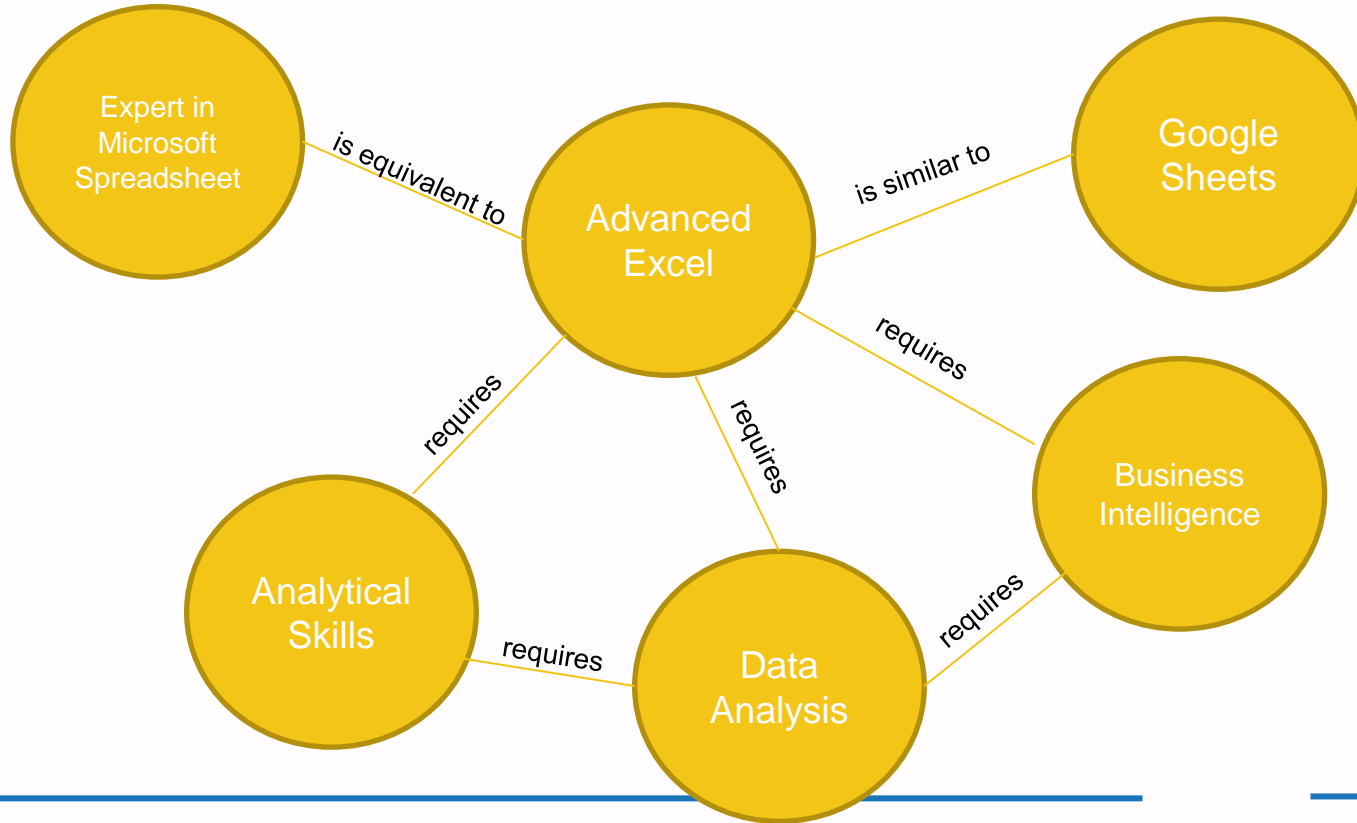 Expert in
Microsoft
Spreadsheet
is equivalent to
Advanced
Excel
is similar to
Google
Sheets
requires
requires
requires
Business
Intelligence
Analytical
Skills
requires
Data
Analysis
requires